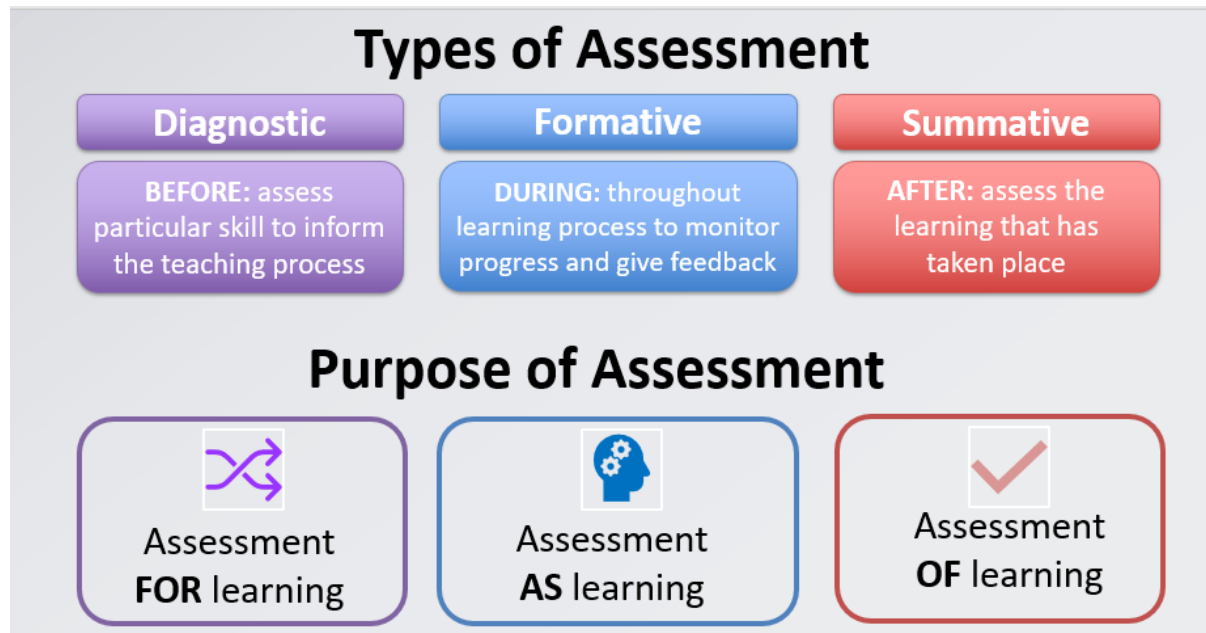 Types of Assessment
Diagnostic
BEFORE: assess
particular skill to inform
the teaching process
Formative
DURING: throughout
learning process to monitor
progress and give feedback
Summative
AFTER: assess the
learning that has
taken place
Purpose of Assessment
Assessment
FOR learning
Assessment
AS learning
Assessment
OF learning